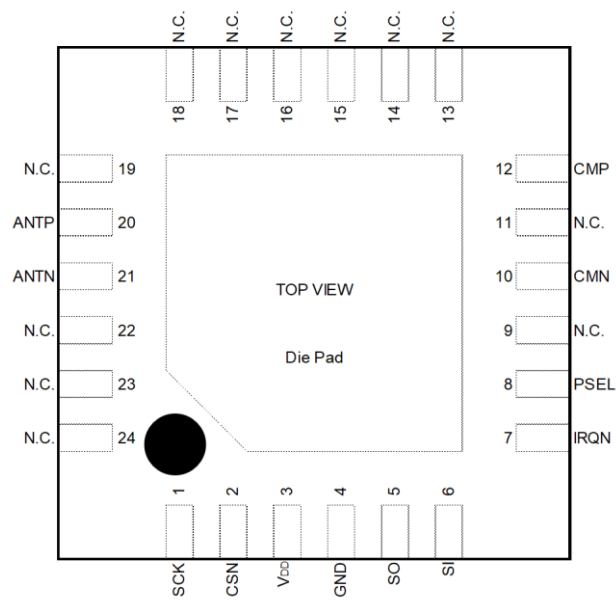 N.C. N.C. N.C. N.C. N.C. N.C.
18 17 16 15 14 13
N.C. 19 12 CMP
ANTP 20 11 N.C.
ANTN 21 10 CMN
TOP VIEW
N.C. 22 9 N.C.
Die Pad
N.C. 23 8 PSEL
N.C. 24 7 IRQN
1 2 3 4 5 6
SCK CSN VDD GND SO SI